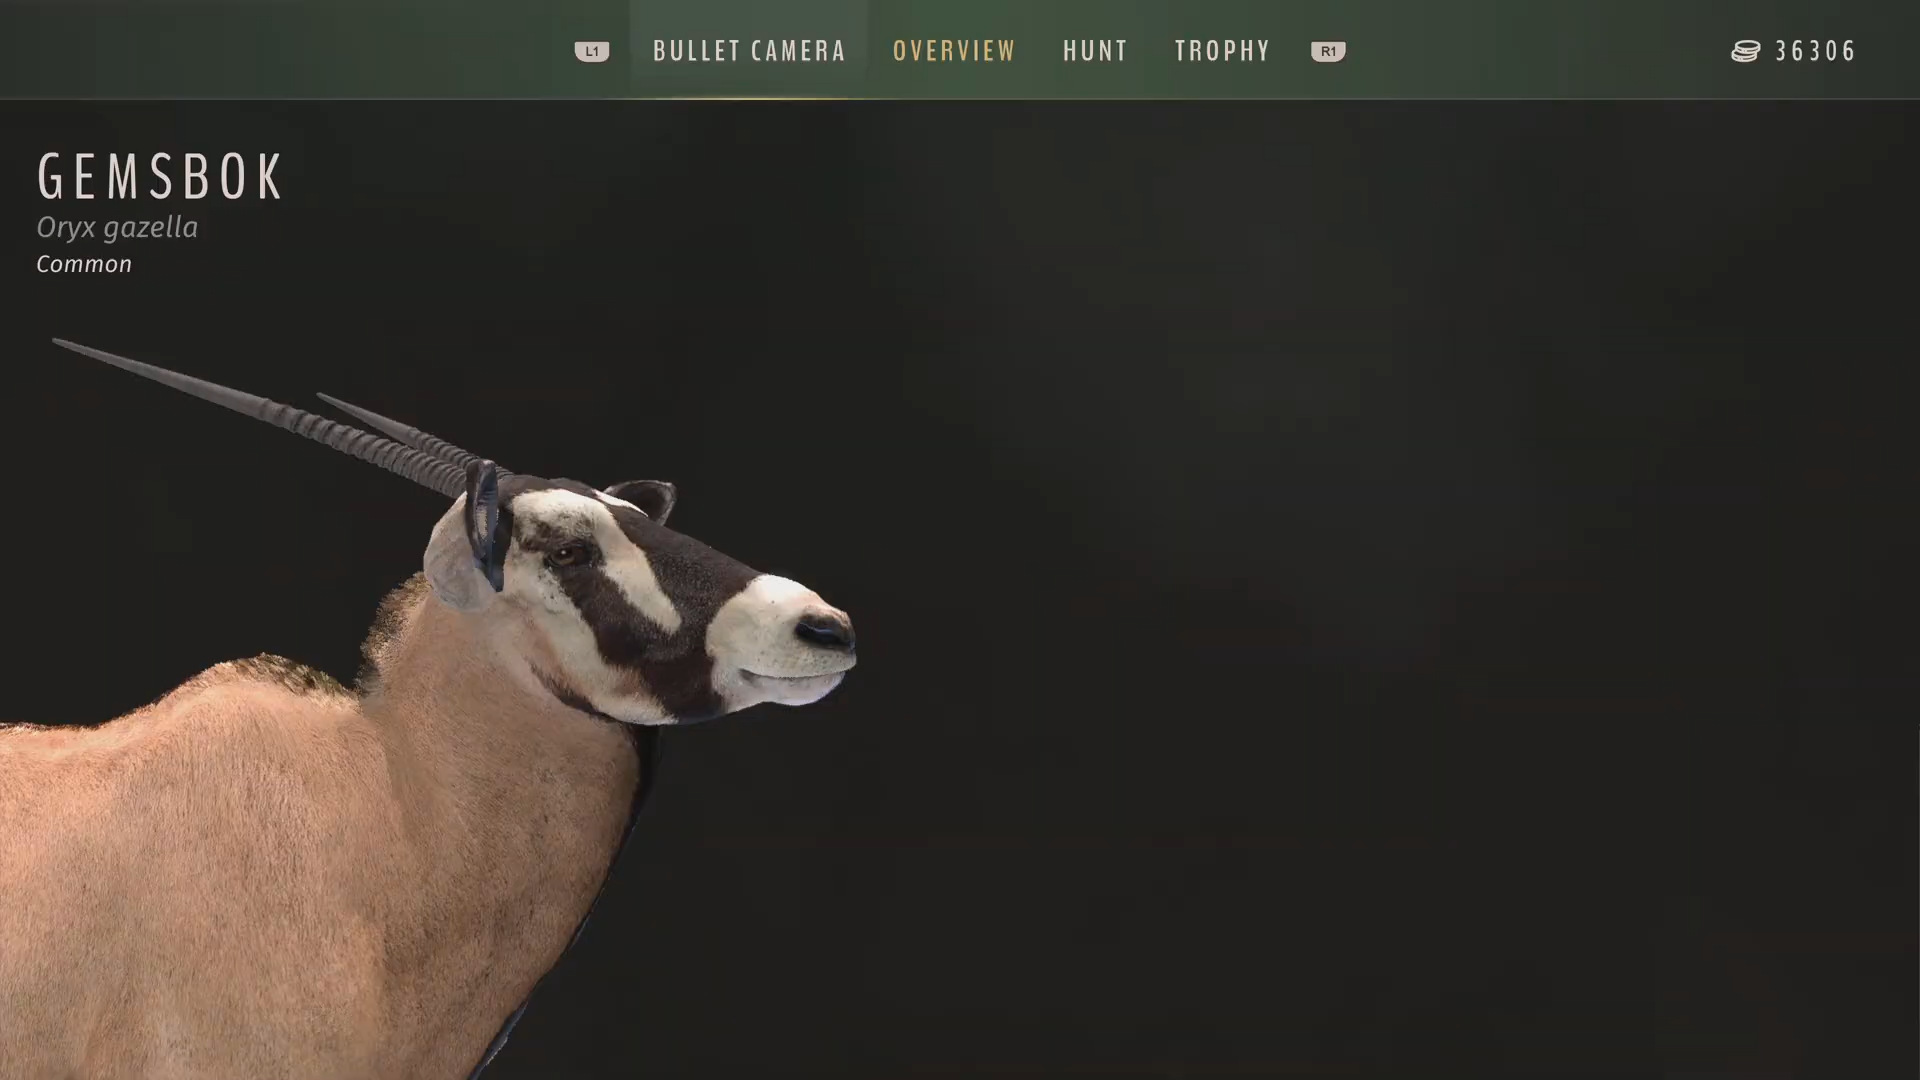 L1 BULLET CAMERA OVERVIEW HUNT TROPHY R1 36306
GEMSBOK
Oryx gazella
Common